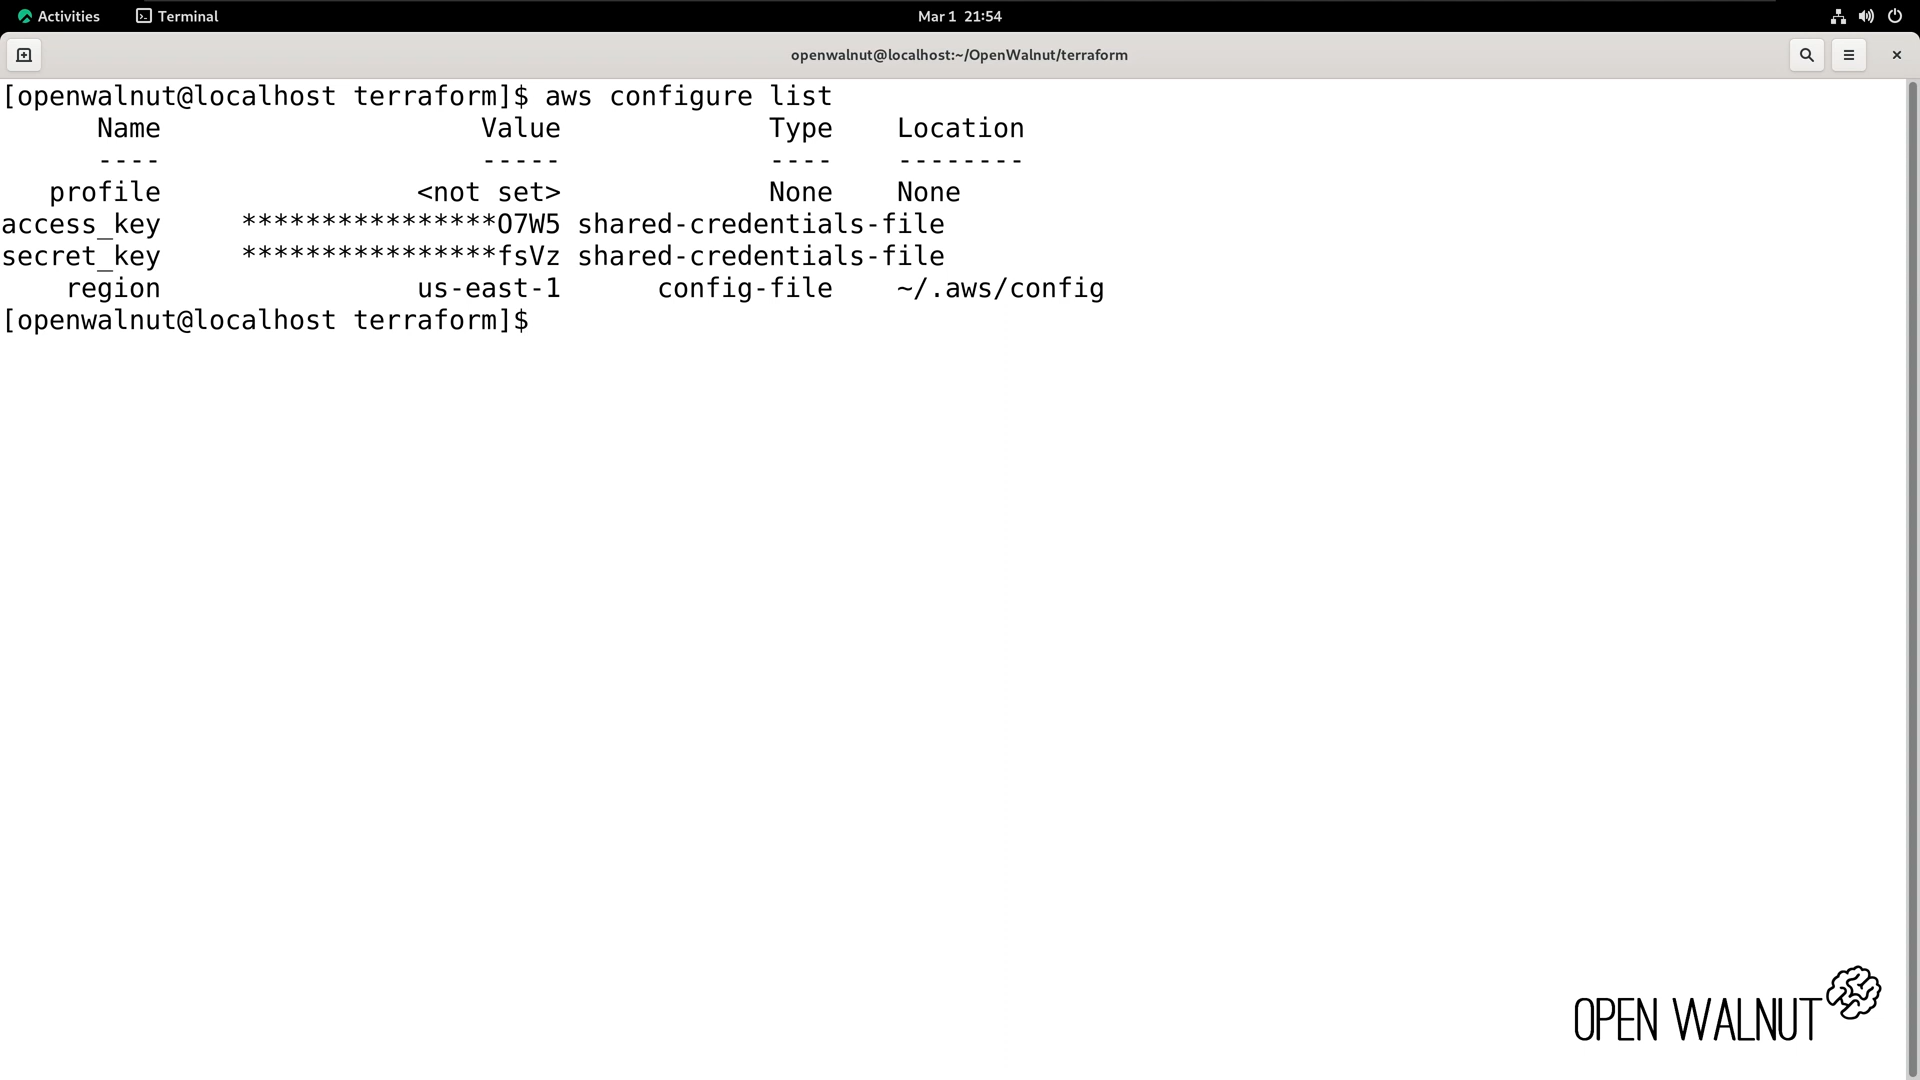 Activities Terminal Mar 1 21:54
openwalnut@localhost:~/OpenWalnut/terraform
[openwalnut@localhost terraform]$ aws configure list
      Name                    Value             Type    Location
      ----                    -----             ----    --------
   profile                <not set>             None    None
access_key     ****************O7W5 shared-credentials-file
secret_key     ****************fsVz shared-credentials-file
    region                us-east-1      config-file    ~/.aws/config
[openwalnut@localhost terraform]$
OPEN WALNUT